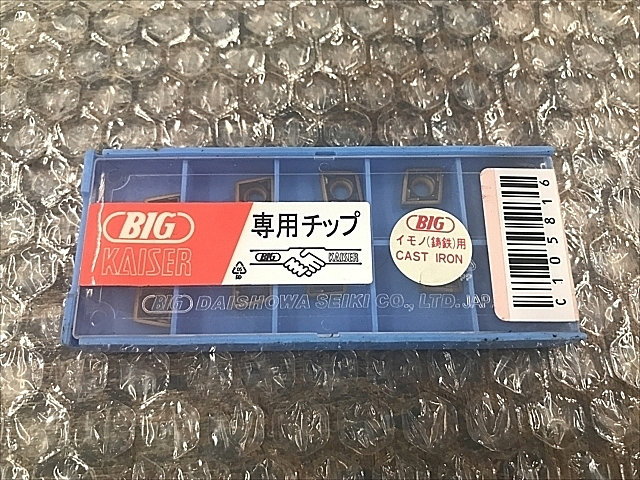 BIG
KAISER
専用チップ
BIG KAISER
BIG
イモノ(鋳鉄)用
CAST IRON
BIG DAISHOWA SEIKI CO., LTD. JAPAN
c105816